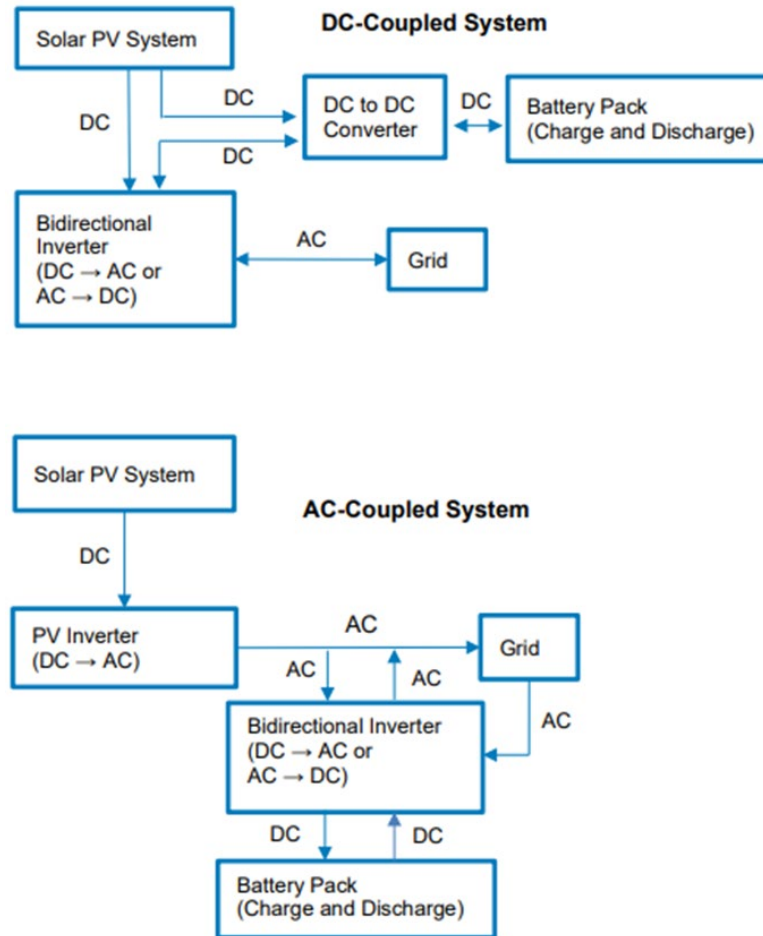 DC-Coupled System
Solar PV System
DC
DC
DC
DC to DC
Converter
DC
Battery Pack
(Charge and Discharge)
Bidirectional
Inverter
(DC → AC or
AC → DC)
AC
Grid
Solar PV System
AC-Coupled System
DC
PV Inverter
(DC → AC)
AC
Grid
AC
AC
AC
Bidirectional Inverter
(DC → AC or
AC → DC)
DC
DC
Battery Pack
(Charge and Discharge)